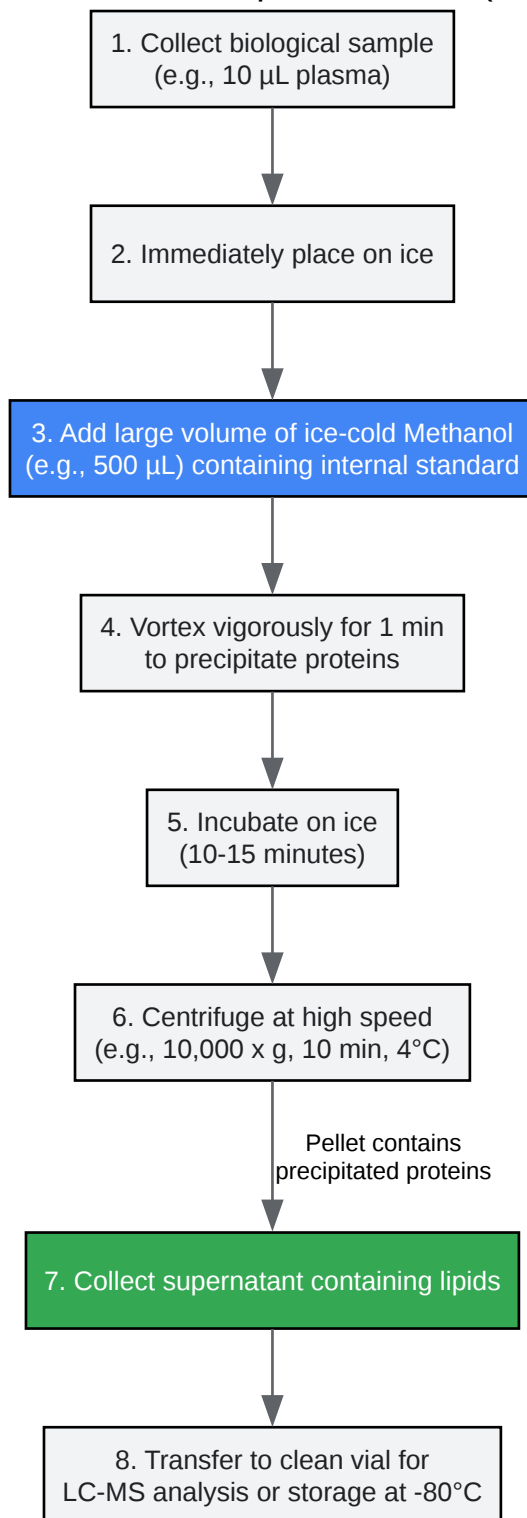 1. Collect biological sample
(e.g., 10 µL plasma)
2. Immediately place on ice
3. Add large volume of ice-cold Methanol
(e.g., 500 µL) containing internal standard
4. Vortex vigorously for 1 min
to precipitate proteins
5. Incubate on ice
(10-15 minutes)
6. Centrifuge at high speed
(e.g., 10,000 x g, 10 min, 4°C)
Pellet contains
precipitated proteins
7. Collect supernatant containing lipids
8. Transfer to clean vial for
LC-MS analysis or storage at -80°C